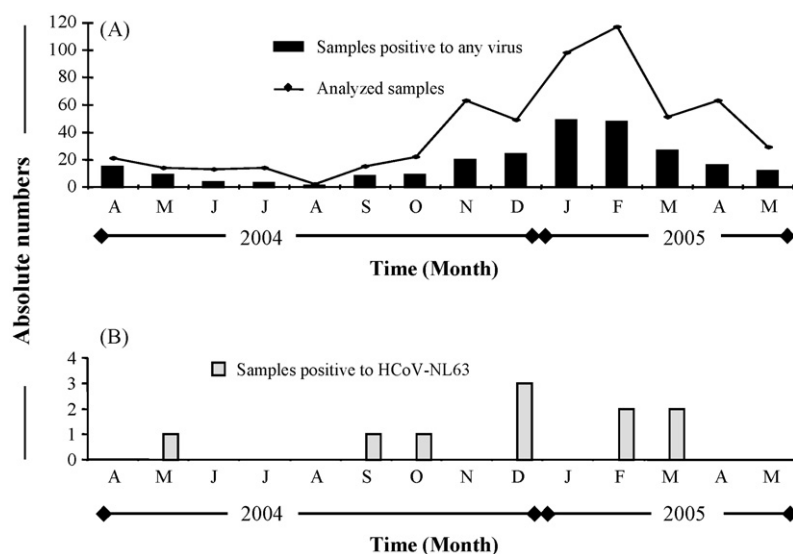 (A)
120
100
80
60
40
20
0
Samples positive to any virus
Analyzed samples
A M J J A S O N D J F M A M
2004 2005
Time (Month)
Absolute numbers
(B)
4
3
2
1
0
Samples positive to HCoV-NL63
A M J J A S O N D J F M A M
2004 2005
Time (Month)